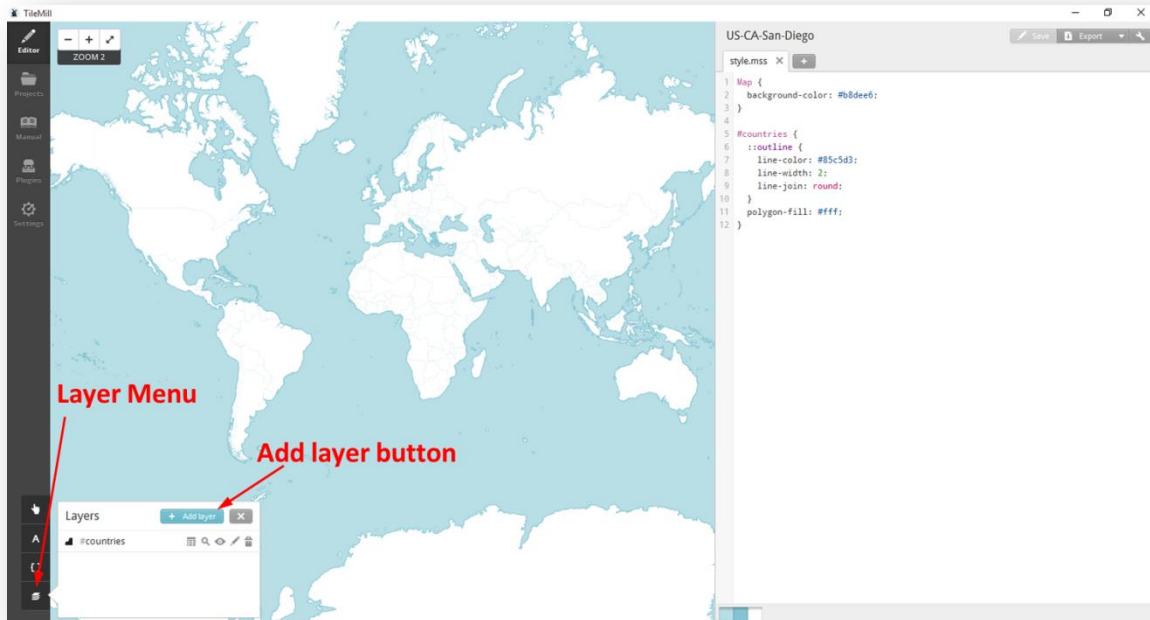 TileMill
Editor
Projects
Manual
Plugins
Settings
ZOOM 2
US-CA-San-Diego
Save
Export
style.mss
1 Map {
2 background-color: #b8dee6;
3 }
4
5 #countries {
6 ::outline {
7 line-color: #85c5d3;
8 line-width: 2;
9 line-join: round;
10 }
11 polygon-fill: #fff;
12 }
Layer Menu
Add layer button
Layers
+ Add layer
#countries
A